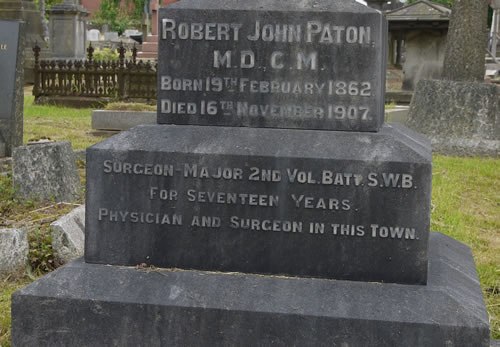 ROBERT JOHN PATON
M.D. C.M.
BORN 19TH FEBRUARY 1862
DIED 16TH NOVEMBER 1907.
SURGEON-MAJOR 2ND VOL. BATT. S.W.B.
FOR SEVENTEEN YEARS.
PHYSICIAN AND SURGEON IN THIS TOWN.